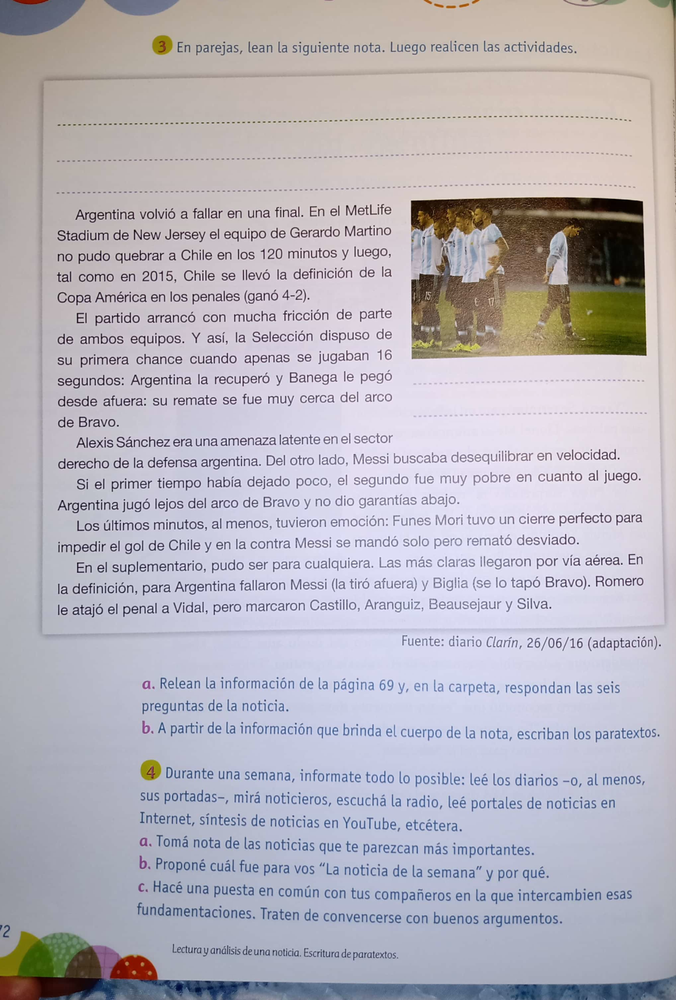 3 En parejas, lean la siguiente nota. Luego realicen las actividades.
Argentina volvió a fallar en una final. En el MetLife
Stadium de New Jersey el equipo de Gerardo Martino
no pudo quebrar a Chile en los 120 minutos y luego,
tal como en 2015, Chile se llevó la definición de la
Copa América en los penales (ganó 4-2).
El partido arrancó con mucha fricción de parte
de ambos equipos. Y así, la Selección dispuso de
su primera chance cuando apenas se jugaban 16
segundos: Argentina la recuperó y Banega le pegó
desde afuera: su remate se fue muy cerca del arco
de Bravo.
Alexis Sánchez era una amenaza latente en el sector
derecho de la defensa argentina. Del otro lado, Messi buscaba desequilibrar en velocidad.
Si el primer tiempo había dejado poco, el segundo fue muy pobre en cuanto al juego.
Argentina jugó lejos del arco de Bravo y no dio garantías abajo.
Los últimos minutos, al menos, tuvieron emoción: Funes Mori tuvo un cierre perfecto para
impedir el gol de Chile y en la contra Messi se mandó solo pero remató desviado.
En el suplementario, pudo ser para cualquiera. Las más claras llegaron por vía aérea. En
la definición, para Argentina fallaron Messi (la tiró afuera) y Biglia (se lo tapó Bravo). Romero
le atajó el penal a Vidal, pero marcaron Castillo, Aranguiz, Beausejaur y Silva.
15
17
Fuente: diario Clarín, 26/06/16 (adaptación).
a. Relean la información de la página 69 y, en la carpeta, respondan las seis
preguntas de la noticia.
b. A partir de la información que brinda el cuerpo de la nota, escriban los paratextos.
4 Durante una semana, informate todo lo posible: leé los diarios –o, al menos,
sus portadas–, mirá noticieros, escuchá la radio, leé portales de noticias en
Internet, síntesis de noticias en YouTube, etcétera.
a. Tomá nota de las noticias que te parezcan más importantes.
b. Proponé cuál fue para vos “La noticia de la semana” y por qué.
c. Hacé una puesta en común con tus compañeros en la que intercambien esas
fundamentaciones. Traten de convencerse con buenos argumentos.
72
Lectura y análisis de una noticia. Escritura de paratextos.